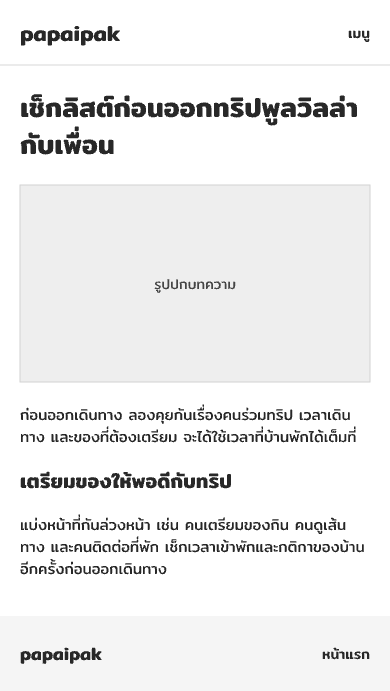 papaipak
เมนู
เช็กลิสต์ก่อนออกทริปพูลวิลล่า
กับเพื่อน
รูปปกบทความ
ก่อนออกเดินทาง ลองคุยกันเรื่องคนร่วมทริป เวลาเดิน
ทาง และของที่ต้องเตรียม จะได้ใช้เวลาที่บ้านพักได้เต็มที่
เตรียมของให้พอดีกับทริป
แบ่งหน้าที่กันล่วงหน้า เช่น คนเตรียมของกิน คนดูเส้น
ทาง และคนติดต่อที่พัก เช็กเวลาเข้าพักและกติกาของบ้าน
อีกครั้งก่อนออกเดินทาง
papaipak
หน้าแรก